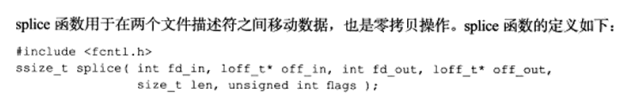 splice 函数用于在两个文件描述符之间移动数据，也是零拷贝操作。splice 函数的定义如下：
#include <fcntl.h>
ssize_t splice( int fd_in, loff_t* off_in, int fd_out, loff_t* off_out,
size_t len, unsigned int flags );